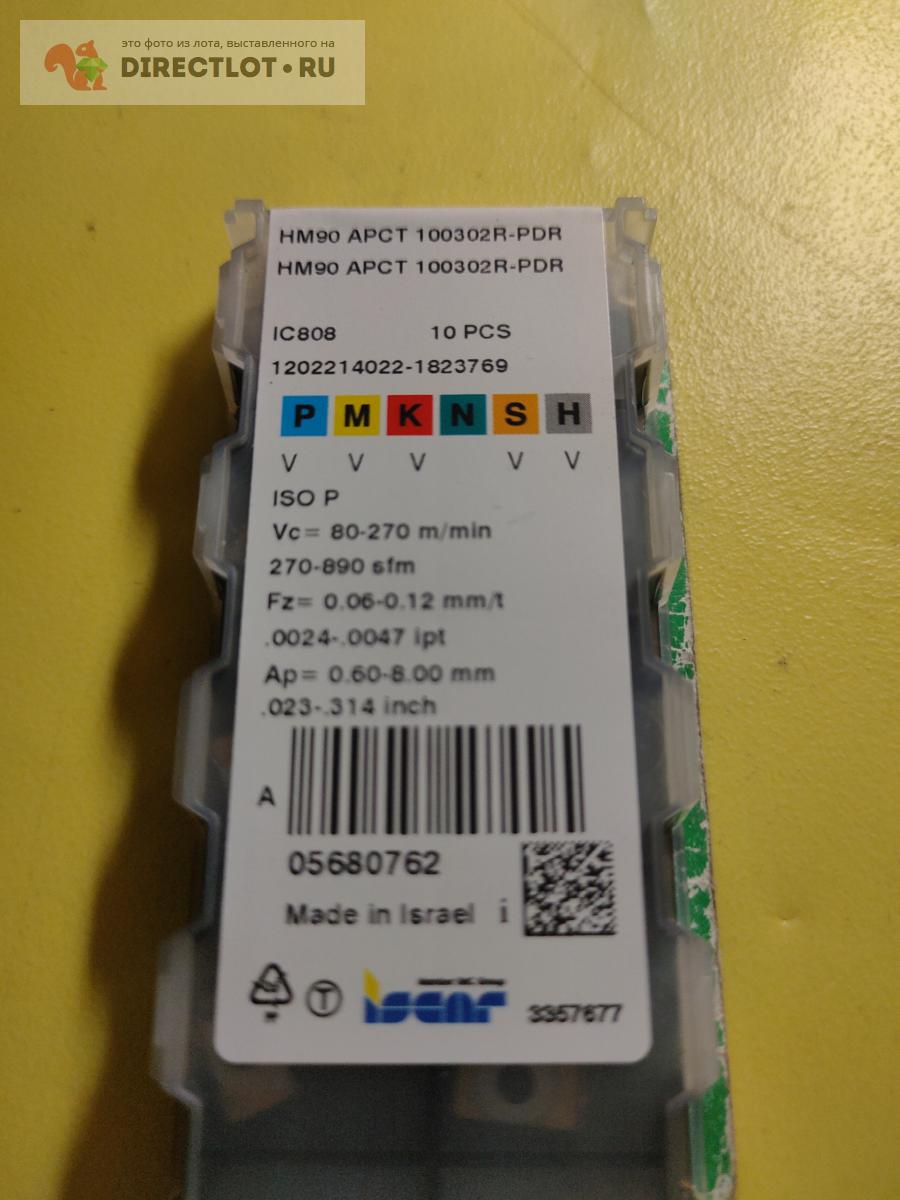 это фото из лота, выставленного на
DIRECTLOT•RU
HM90 APCT 100302R-PDR
HM90 APCT 100302R-PDR
IC808 10 PCS
1202214022-1823769
P M K N S H
V V V V V
ISO P
Vc= 80-270 m/min
270-890 sfm
Fz= 0.06-0.12 mm/t
.0024-.0047 ipt
Ap= 0.60-8.00 mm
.023-.314 inch
A
05680762
Made in Israel i
T
iscar 3357677